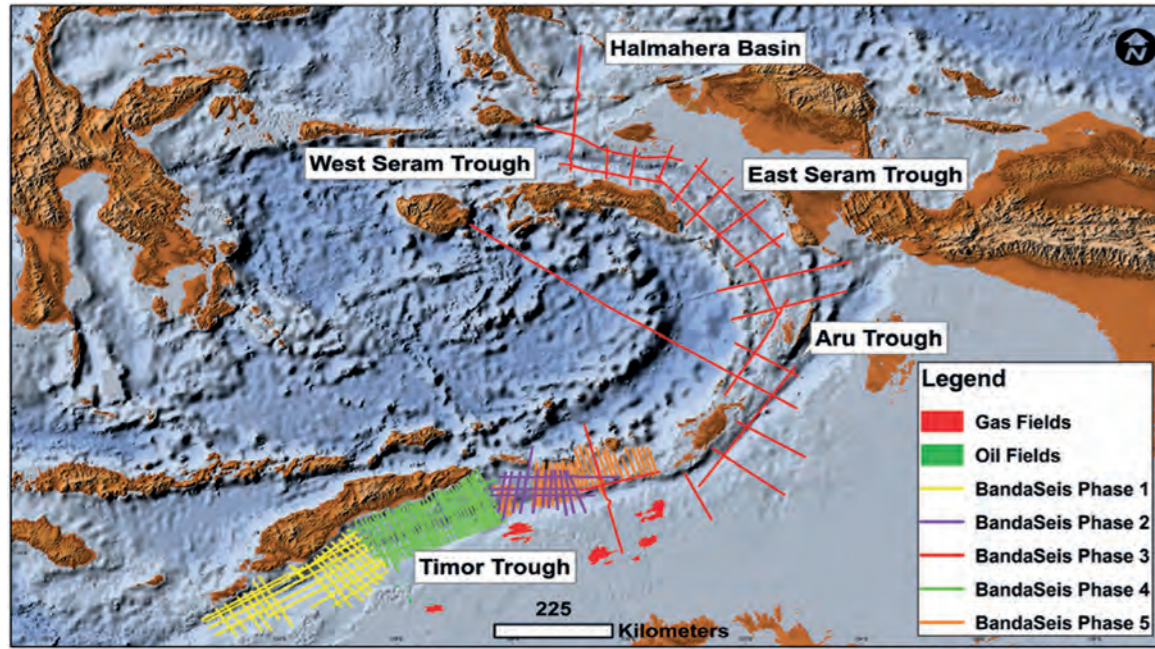 Halmahera Basin
N
West Seram Trough
East Seram Trough
Aru Trough
Timor Trough
225
Kilometers
Legend
Gas Fields
Oil Fields
BandaSeis Phase 1
BandaSeis Phase 2
BandaSeis Phase 3
BandaSeis Phase 4
BandaSeis Phase 5